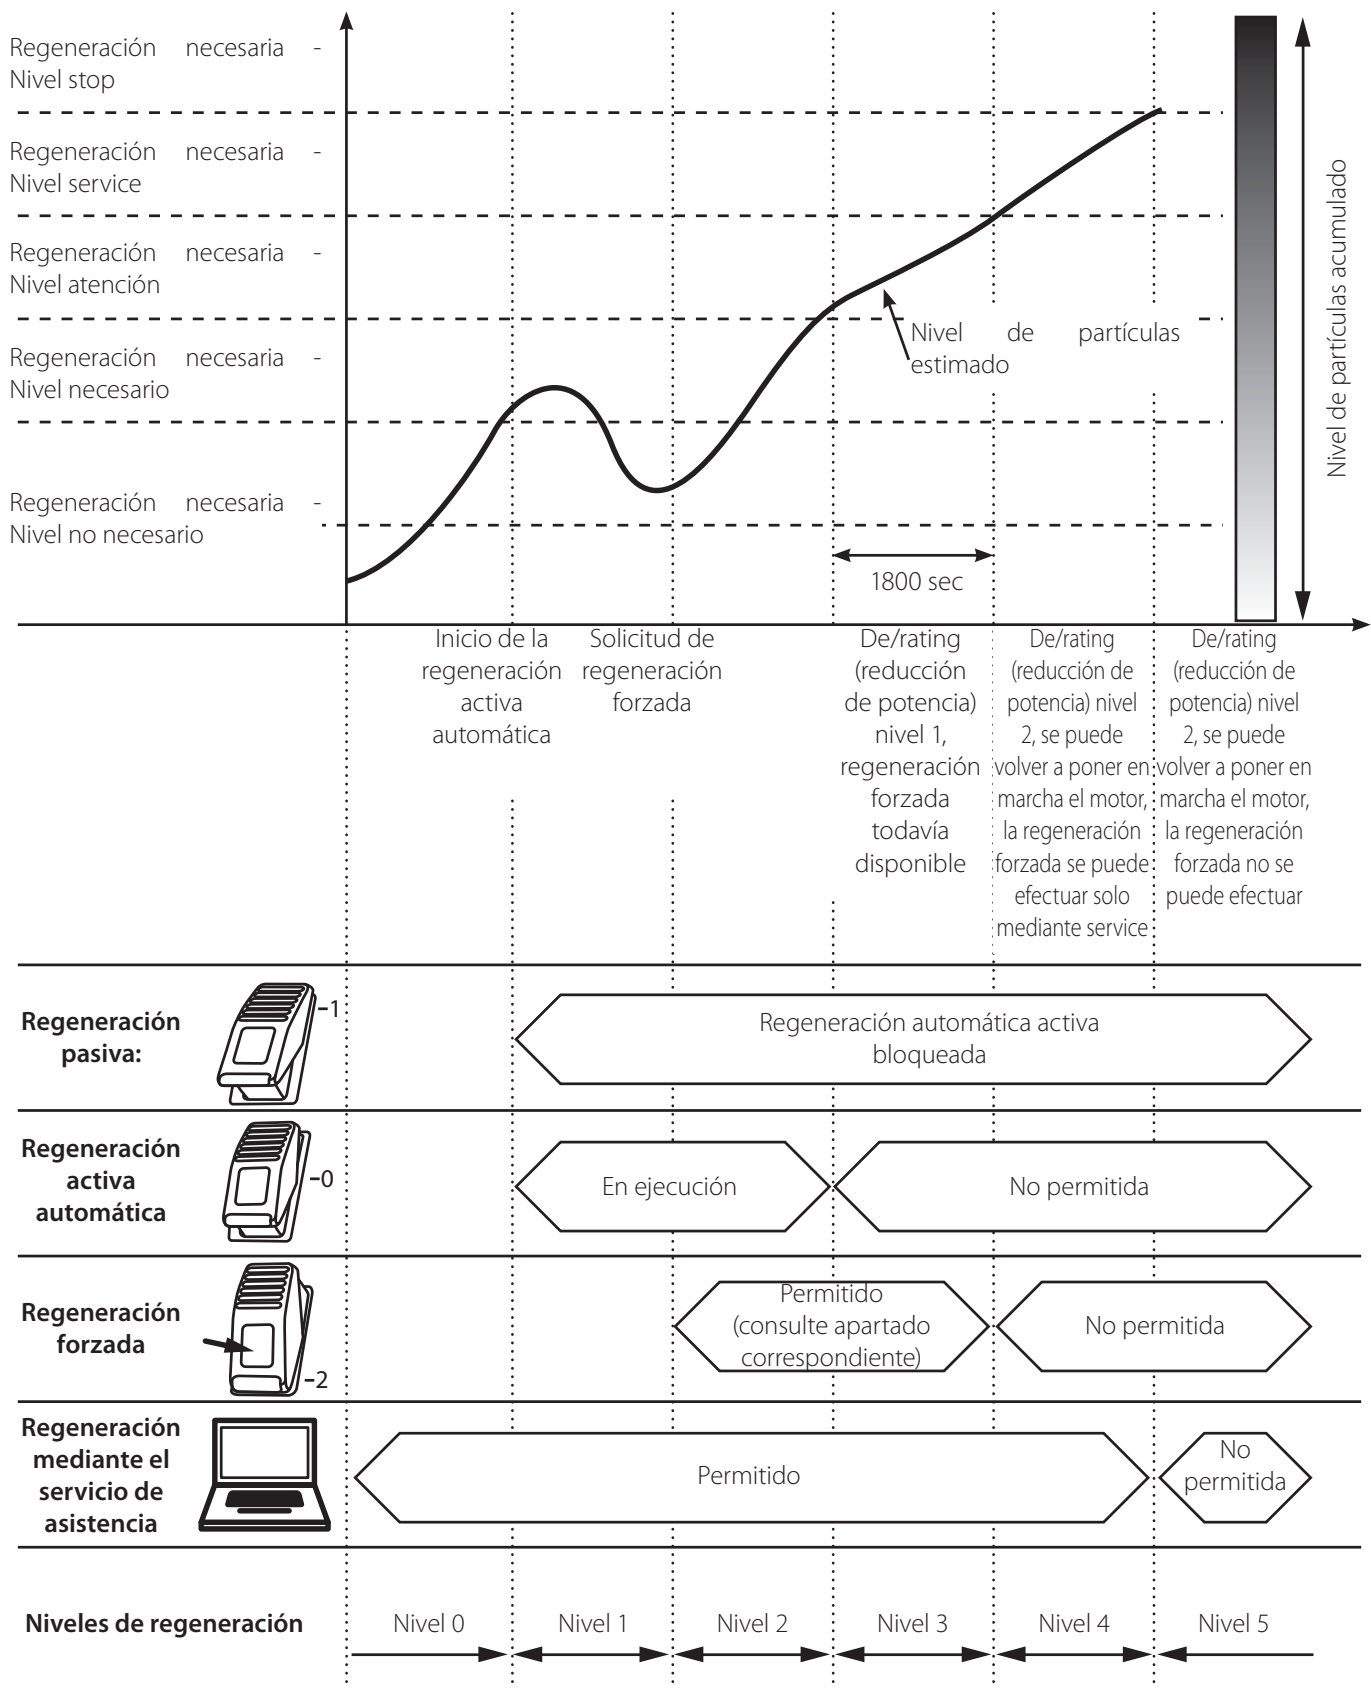 Regeneración necesaria -
Nivel stop
Regeneración necesaria -
Nivel service
Regeneración necesaria -
Nivel atención
Regeneración necesaria -
Nivel necesario
Regeneración necesaria -
Nivel no necesario
Nivel de partículas
estimado
1800 sec
Nivel de partículas acumulado
Inicio de la
regeneración
activa
automática
Solicitud de
regeneración
forzada
De/rating
(reducción
de potencia)
nivel 1,
regeneración
forzada
todavía
disponible
De/rating
(reducción de
potencia) nivel
2, se puede
volver a poner en
marcha el motor,
la regeneración
forzada se puede
efectuar solo
mediante service
De/rating
(reducción de
potencia) nivel
2, se puede
volver a poner en
marcha el motor,
la regeneración
forzada no se
puede efectuar
Regeneración
pasiva:
-1
Regeneración automática activa
bloqueada
Regeneración
activa
automática
-0
En ejecución
No permitida
Regeneración
forzada
-2
Permitido
(consulte apartado
correspondiente)
No permitida
Regeneración
mediante el
servicio de
asistencia
Permitido
No
permitida
Niveles de regeneración
Nivel 0
Nivel 1
Nivel 2
Nivel 3
Nivel 4
Nivel 5